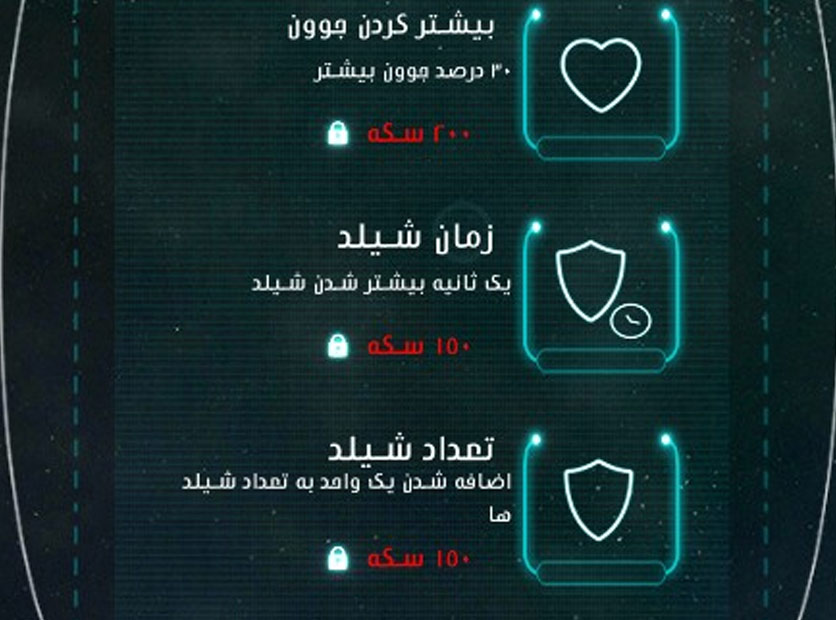 بیشتر کردن جوون
۳۰ درصد جوون بیشتر
۲۰۰ سکه
زمان شیلد
یک ثانیه بیشتر شدن شیلد
۱۵۰ سکه
تعداد شیلد
اضافه شدن یک واحد به تعداد شیلد
ها
۱۵۰ سکه